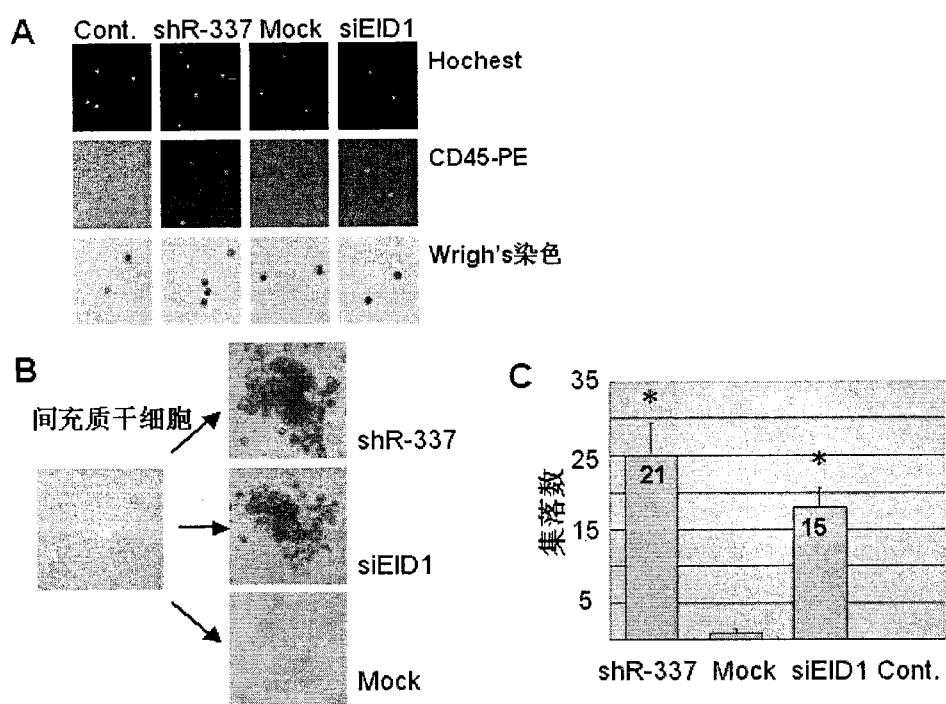 A
Cont. shR-337 Mock siEID1
Hochest
CD45-PE
Wrigh's染色
B
间充质干细胞
shR-337
siEID1
Mock
C
35
25
15
5
集落数
*
21
*
15
shR-337 Mock siEID1 Cont.